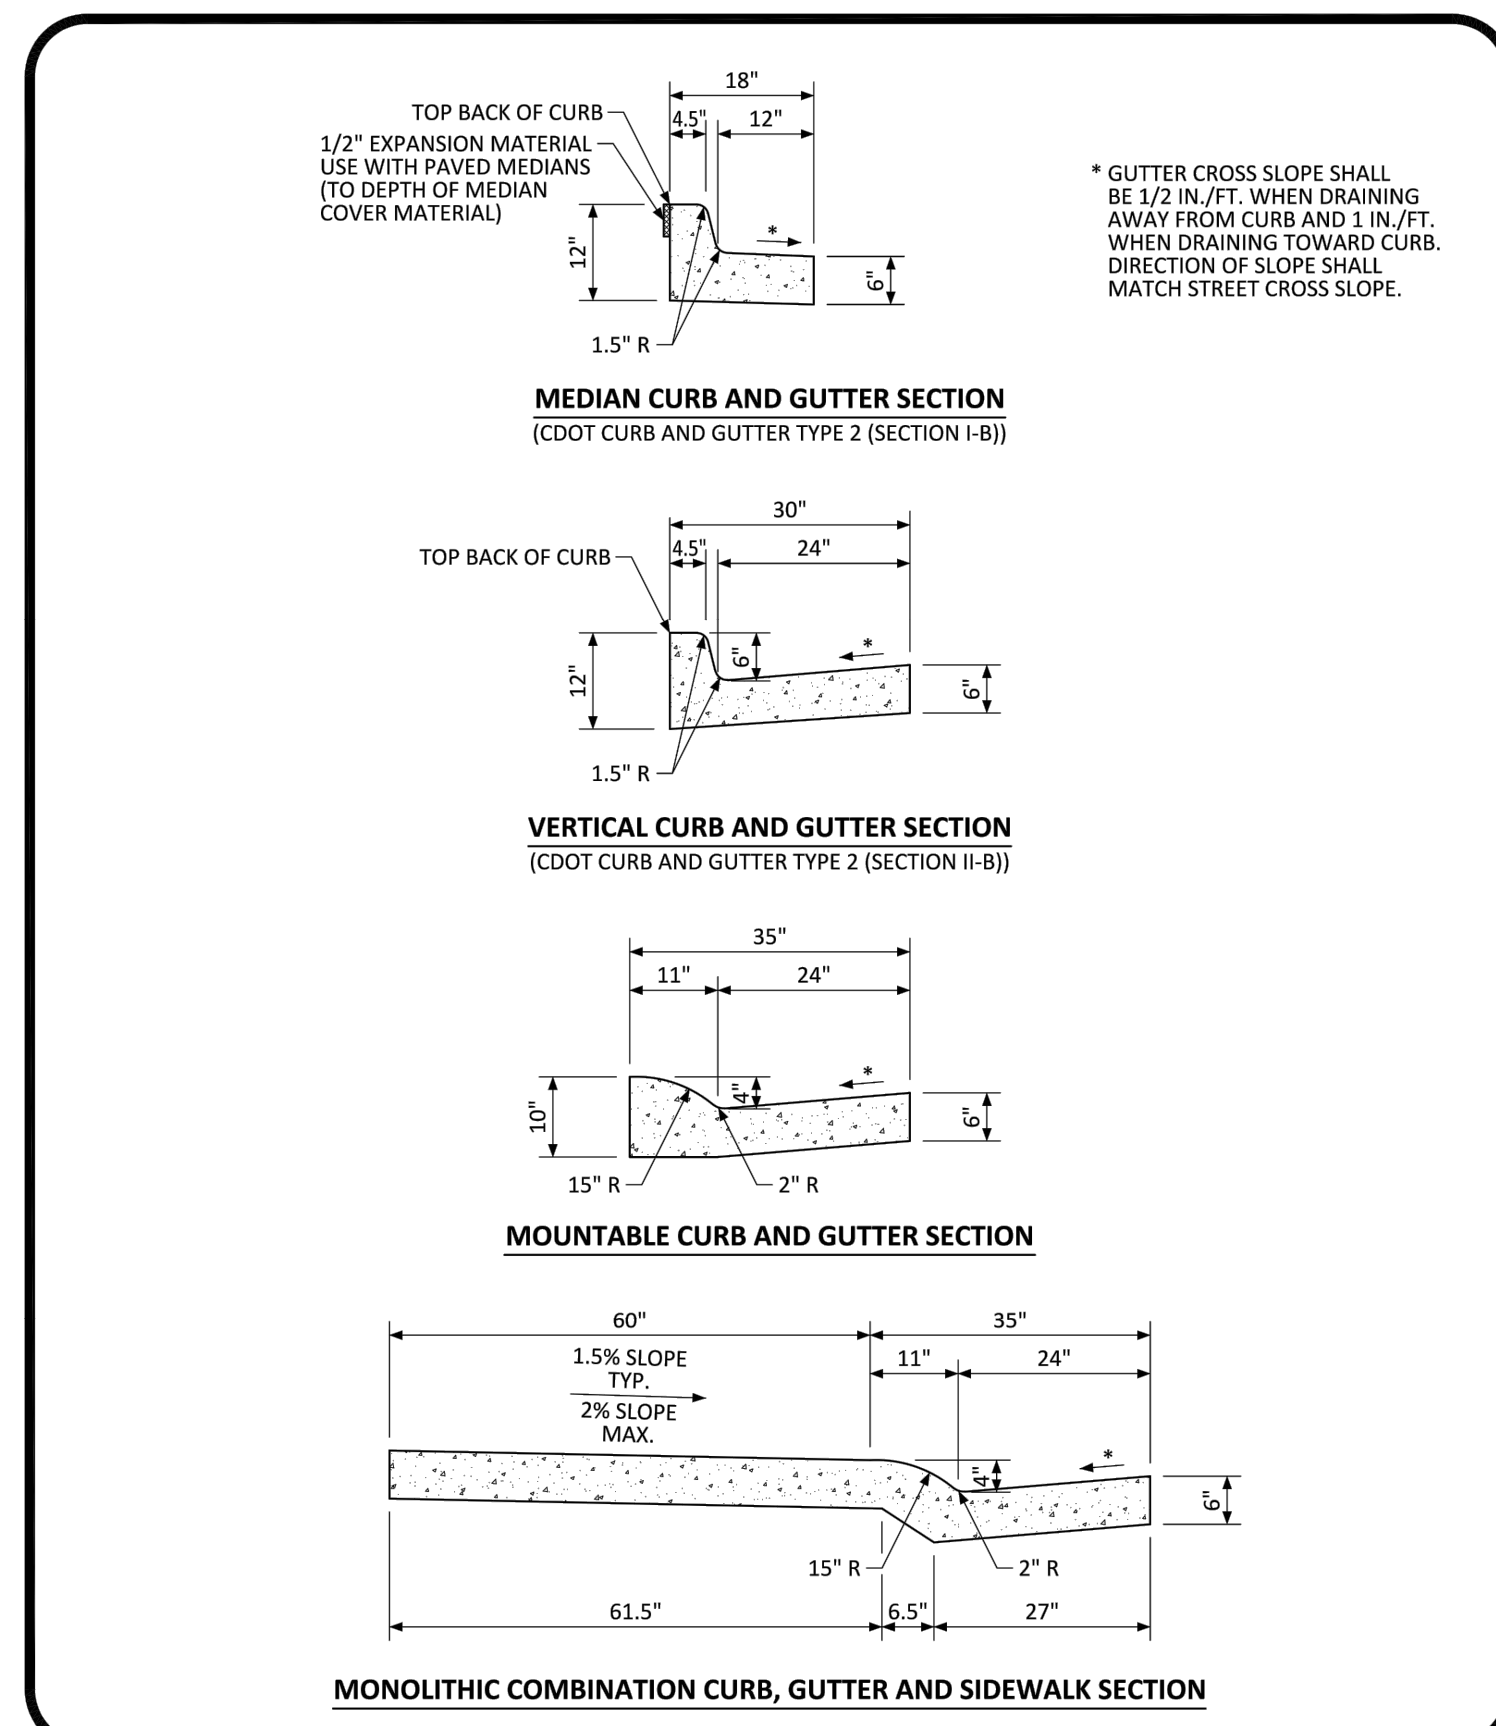 18"
TOP BACK OF CURB
4.5"
12"
1/2" EXPANSION MATERIAL
USE WITH PAVED MEDIANS
(TO DEPTH OF MEDIAN
COVER MATERIAL)
* GUTTER CROSS SLOPE SHALL
BE 1/2 IN./FT. WHEN DRAINING
AWAY FROM CURB AND 1 IN./FT.
WHEN DRAINING TOWARD CURB.
DIRECTION OF SLOPE SHALL
MATCH STREET CROSS SLOPE.
*
12"
6"
1.5" R
MEDIAN CURB AND GUTTER SECTION
(CDOT CURB AND GUTTER TYPE 2 (SECTION I-B))
30"
4.5"
24"
TOP BACK OF CURB
*
6"
12"
6"
1.5" R
VERTICAL CURB AND GUTTER SECTION
(CDOT CURB AND GUTTER TYPE 2 (SECTION II-B))
35"
11"
24"
*
4"
10"
6"
15" R
2" R
MOUNTABLE CURB AND GUTTER SECTION
60"
35"
1.5% SLOPE
TYP.
2% SLOPE
MAX.
11"
24"
*
4"
6"
15" R
2" R
61.5"
6.5"
27"
MONOLITHIC COMBINATION CURB, GUTTER AND SIDEWALK SECTION